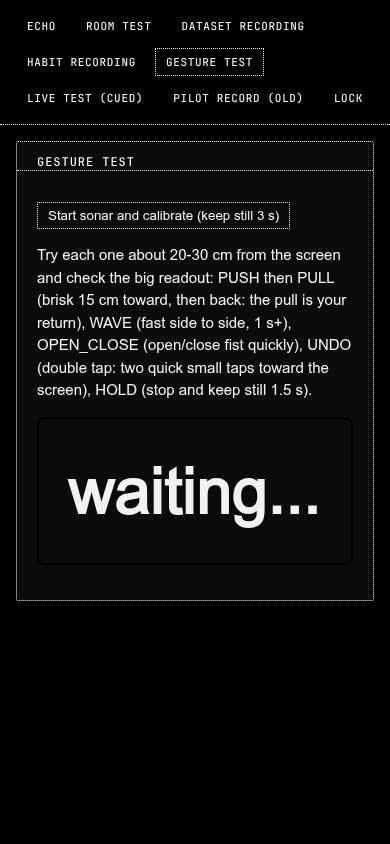 ECHO ROOM TEST DATASET RECORDING
HABIT RECORDING GESTURE TEST
LIVE TEST (CUED) PILOT RECORD (OLD) LOCK
GESTURE TEST
Start sonar and calibrate (keep still 3 s)
Try each one about 20-30 cm from the screen
and check the big readout: PUSH then PULL
(brisk 15 cm toward, then back: the pull is your
return), WAVE (fast side to side, 1 s+),
OPEN_CLOSE (open/close fist quickly), UNDO
(double tap: two quick small taps toward the
screen), HOLD (stop and keep still 1.5 s).
waiting...